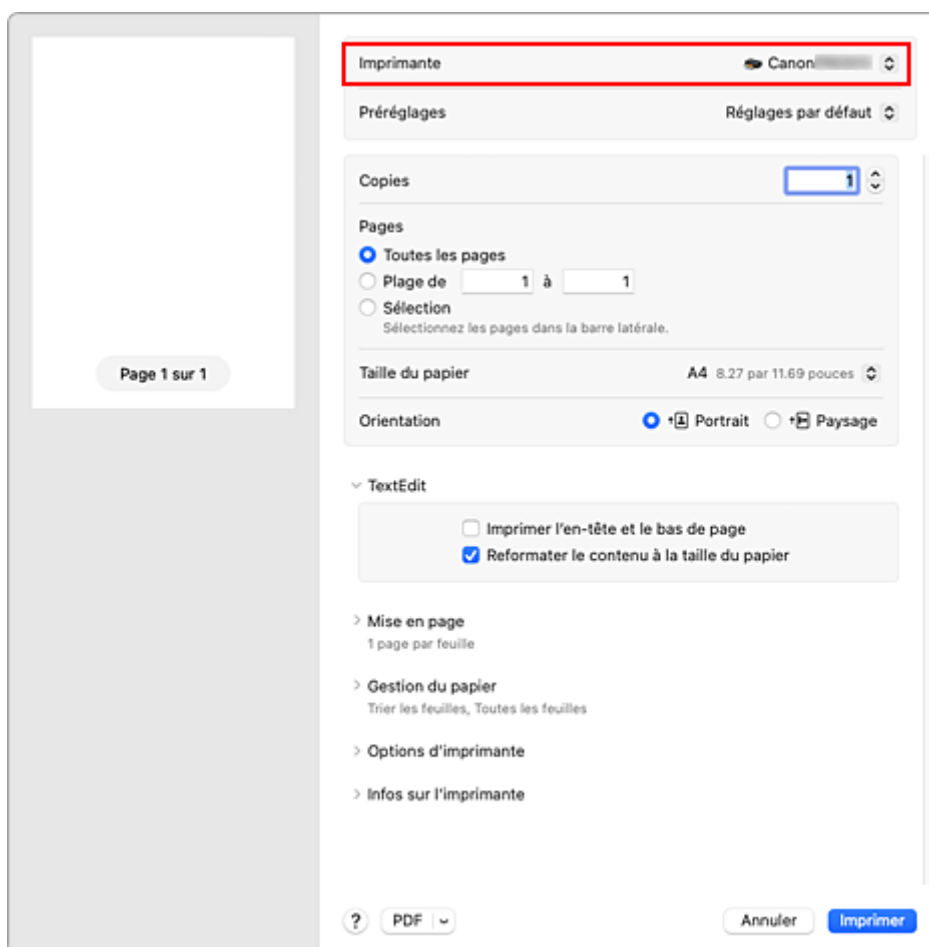 Imprimante Canon
Préréglages Réglages par défaut
Copies 1
Pages
Toutes les pages
Plage de 1 à 1
Sélection
Sélectionnez les pages dans la barre latérale.
Page 1 sur 1
Taille du papier A4 8.27 par 11.69 pouces
Orientation Portrait Paysage
TextEdit
Imprimer l'en-tête et le bas de page
Reformater le contenu à la taille du papier
Mise en page
1 page par feuille
Gestion du papier
Trier les feuilles, Toutes les feuilles
Options d'imprimante
Infos sur l'imprimante
? PDF Annuler Imprimer